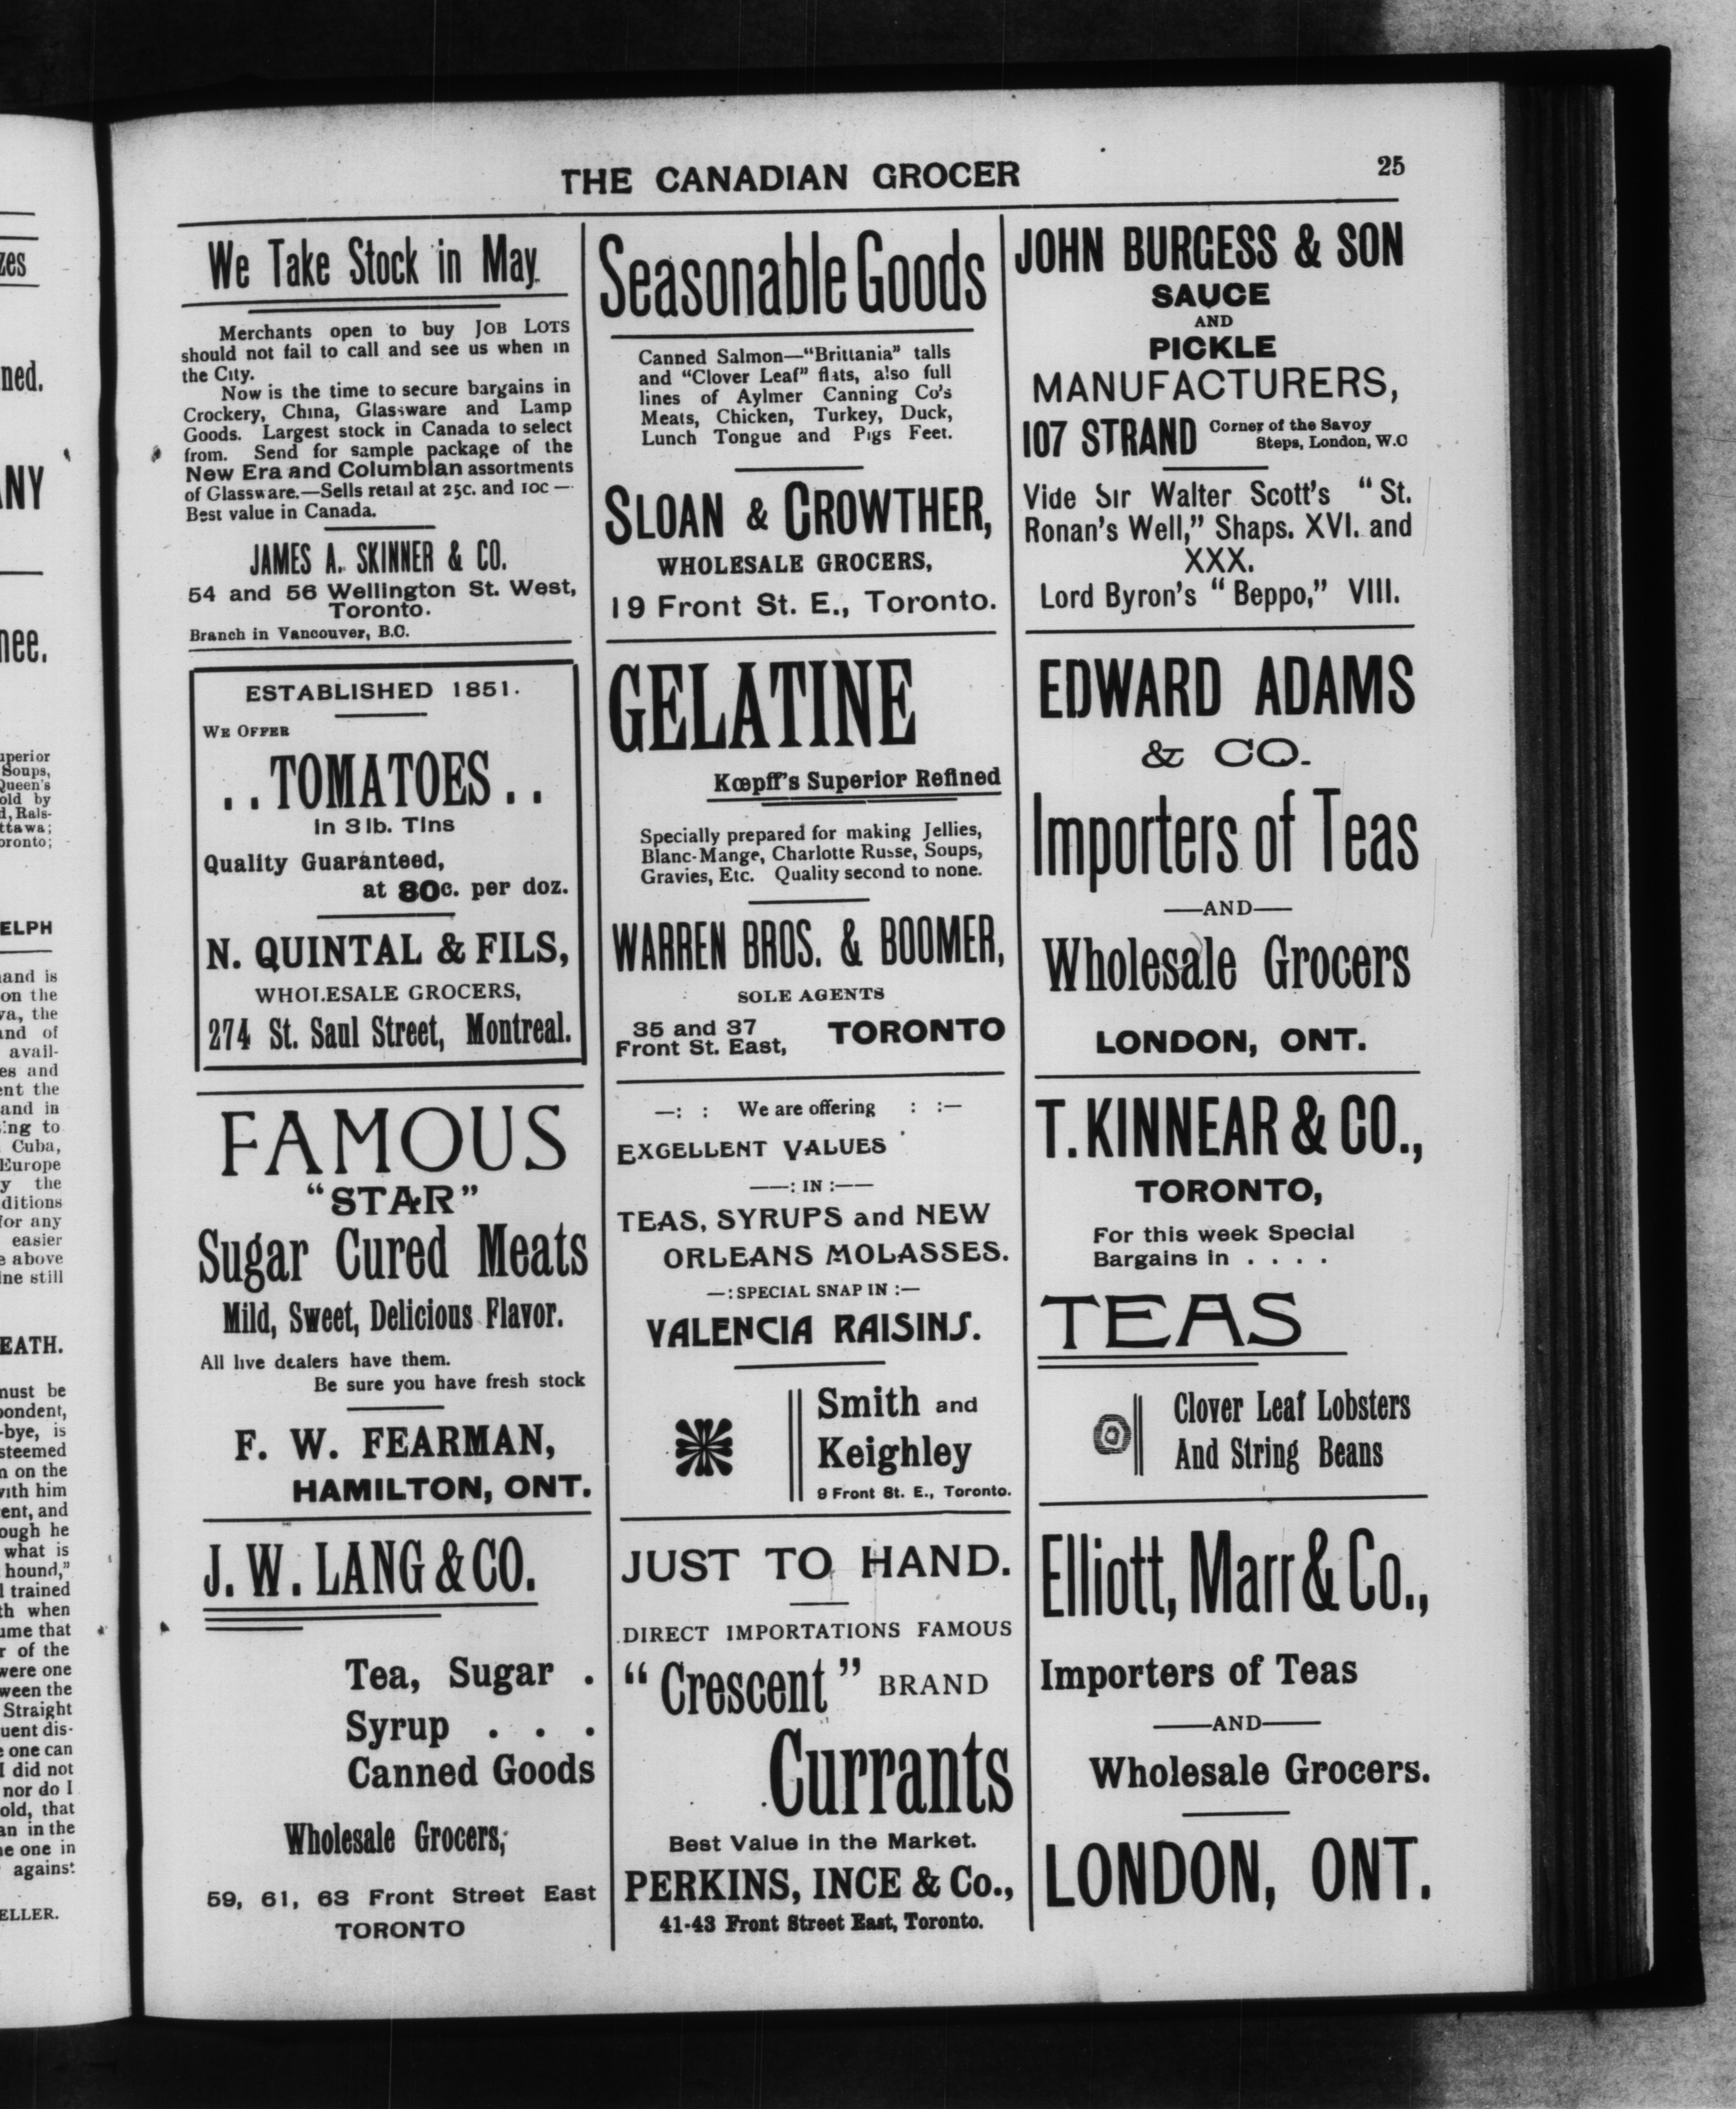 THE CANADIAN GROCER
25
We Take Stock in May
Merchants open to buy JOB LOTS
should not fail to call and see us when in
the City.
Now is the time to secure bargains in
Crockery, China, Glassware and Lamp
Goods. Largest stock in Canada to select
from. Send for sample package of the
New Era and Columbian assortments
of Glassware.—Sells retail at 25c. and 10c —
Best value in Canada.
JAMES A. SKINNER & CO.
54 and 56 Wellington St. West,
Toronto.
Branch in Vancouver, B.C.
ESTABLISHED 1851.
WE OFFER
..TOMATOES..
in 3 lb. Tins
Quality Guaranteed,
at 80c. per doz.
N. QUINTAL & FILS,
WHOLESALE GROCERS,
274 St. Saul Street, Montreal.
FAMOUS
"STAR"
Sugar Cured Meats
Mild, Sweet, Delicious Flavor.
All live dealers have them.
Be sure you have fresh stock
F. W. FEARMAN,
HAMILTON, ONT.
J. W. LANG & CO.
Tea, Sugar .
Syrup . . .
Canned Goods
Wholesale Grocers,
59, 61, 63 Front Street East
TORONTO
Seasonable Goods
Canned Salmon—"Brittania" talls
and "Clover Leaf" flats, also full
lines of Aylmer Canning Co's
Meats, Chicken, Turkey, Duck,
Lunch Tongue and Pigs Feet.
SLOAN & CROWTHER,
WHOLESALE GROCERS,
19 Front St. E., Toronto.
GELATINE
Kœpff's Superior Refined
Specially prepared for making Jellies,
Blanc-Mange, Charlotte Russe, Soups,
Gravies, Etc. Quality second to none.
WARREN BROS. & BOOMER,
SOLE AGENTS
35 and 37
Front St. East, TORONTO
—: : We are offering : :—
EXCELLENT VALUES
——: IN :——
TEAS, SYRUPS and NEW
ORLEANS MOLASSES.
—: SPECIAL SNAP IN :—
VALENCIA RAISINS.
Smith and
Keighley
9 Front St. E., Toronto.
JUST TO HAND.
DIRECT IMPORTATIONS FAMOUS
"Crescent" BRAND
Currants
Best Value in the Market.
PERKINS, INCE & Co.,
41-43 Front Street East, Toronto.
JOHN BURGESS & SON
SAUCE
AND
PICKLE
MANUFACTURERS,
107 STRAND Corner of the Savoy
Steps, London, W.C
Vide Sir Walter Scott's "St.
Ronan's Well," Shaps. XVI. and
XXX.
Lord Byron's "Beppo," VIII.
EDWARD ADAMS
& CO.
Importers of Teas
—AND—
Wholesale Grocers
LONDON, ONT.
T. KINNEAR & CO.,
TORONTO,
For this week Special
Bargains in . . . .
TEAS
Clover Leaf Lobsters
And String Beans
Elliott, Marr & Co.,
Importers of Teas
——AND——
Wholesale Grocers.
LONDON, ONT.